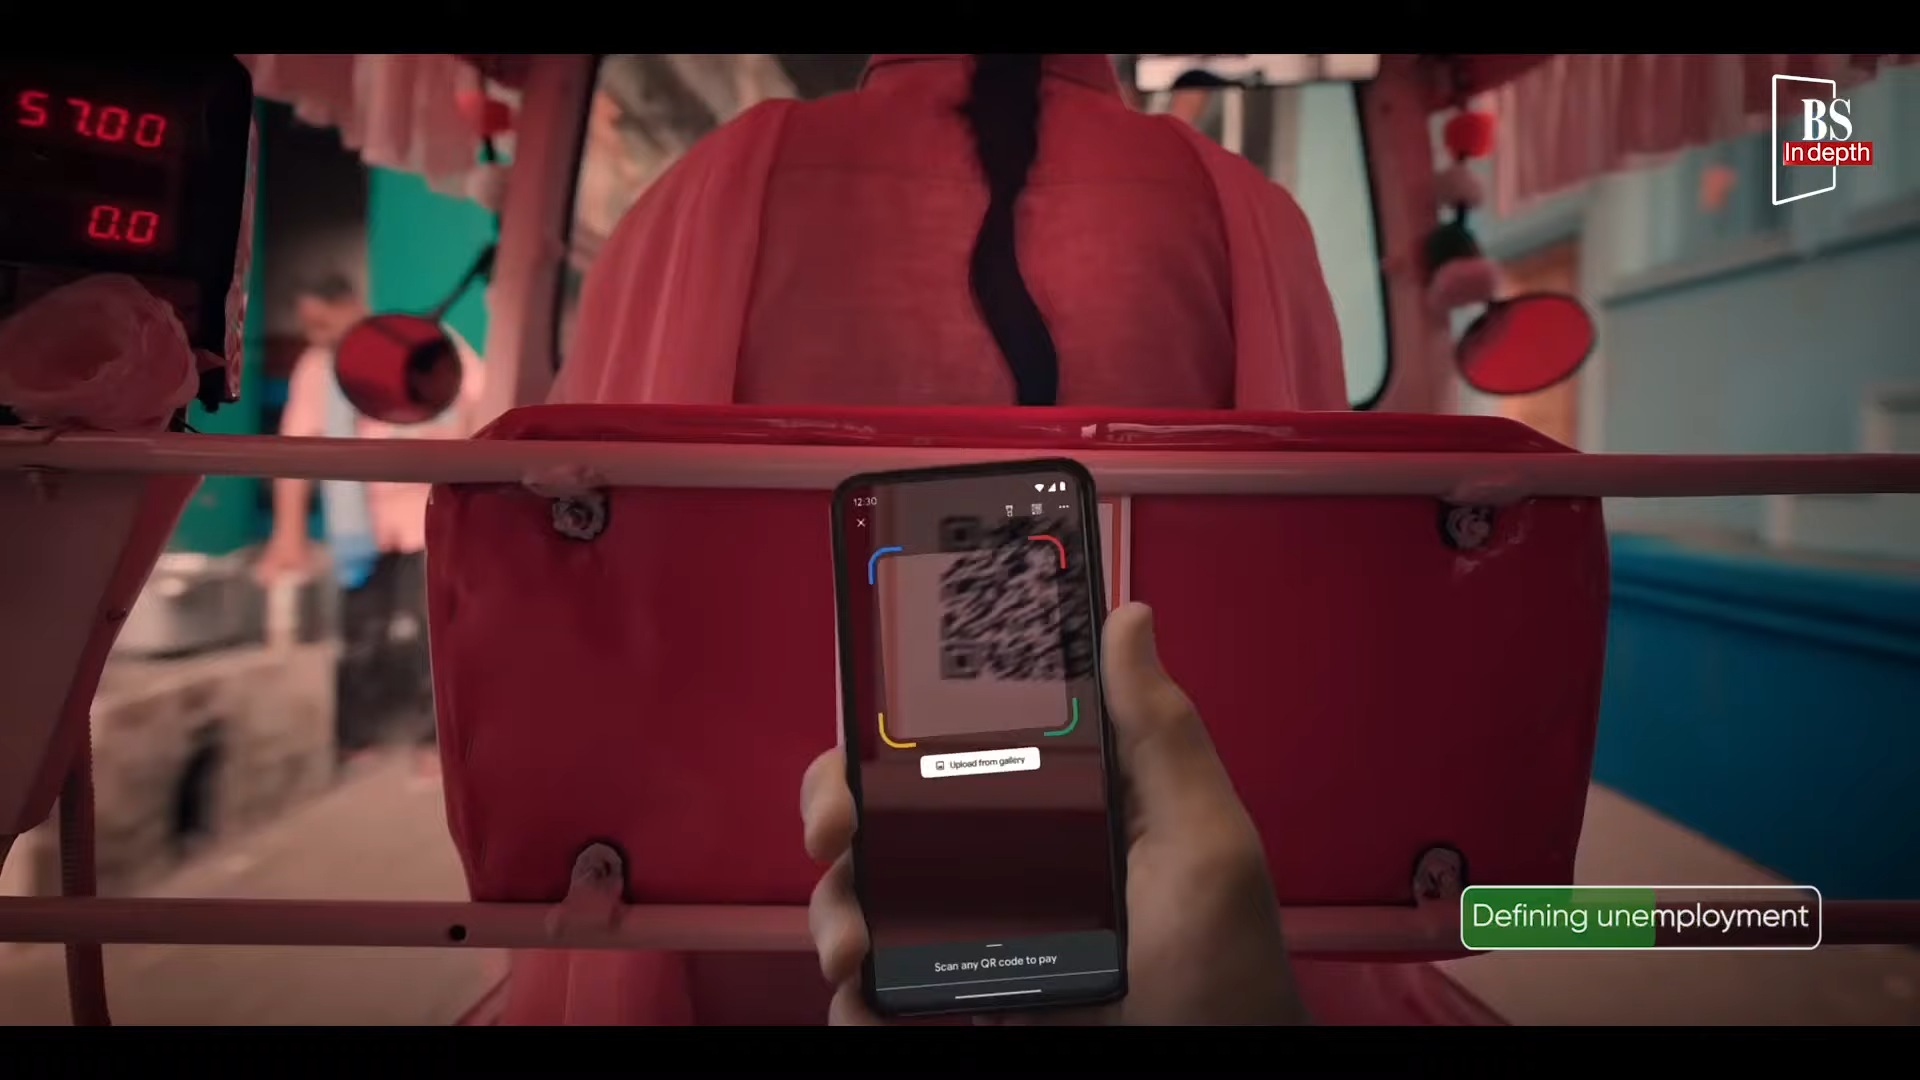 57.00
0.0
BS
In depth
12:30
Upload from gallery
Scan any QR code to pay
Defining unemployment